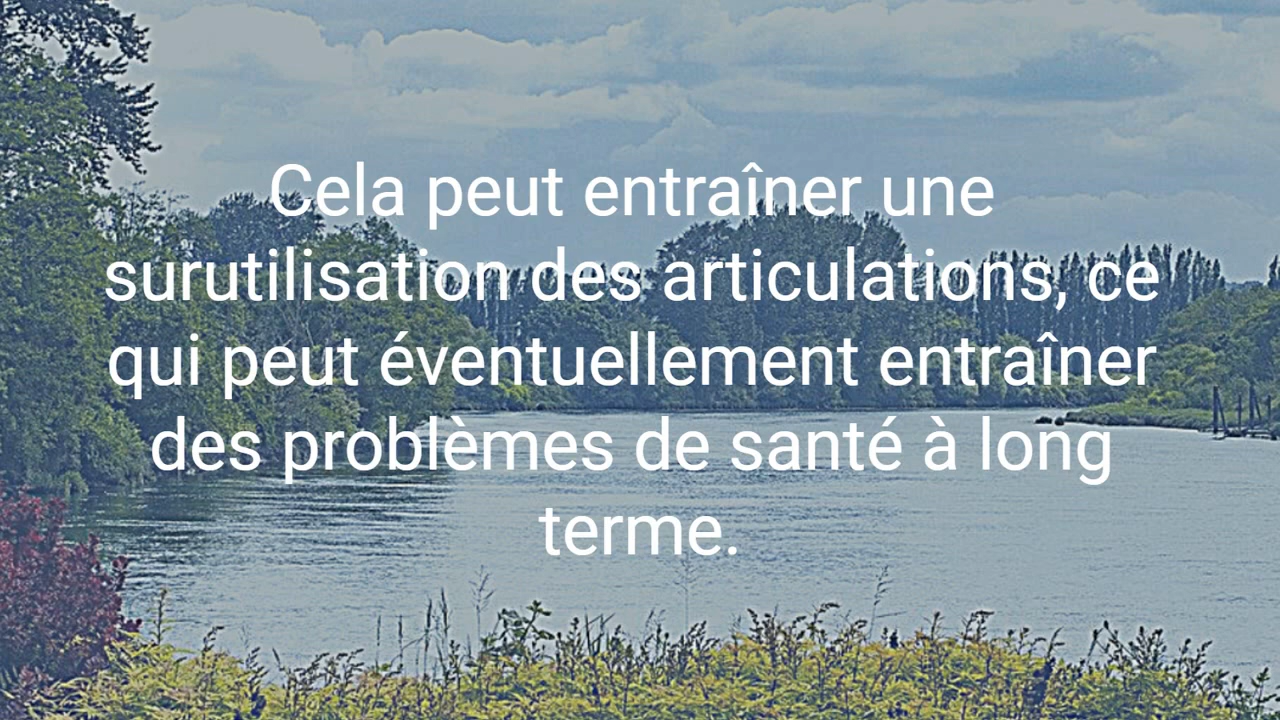 Cela peut entraîner une
surutilisation des articulations, ce
qui peut éventuellement entraîner
des problèmes de santé à long
terme.